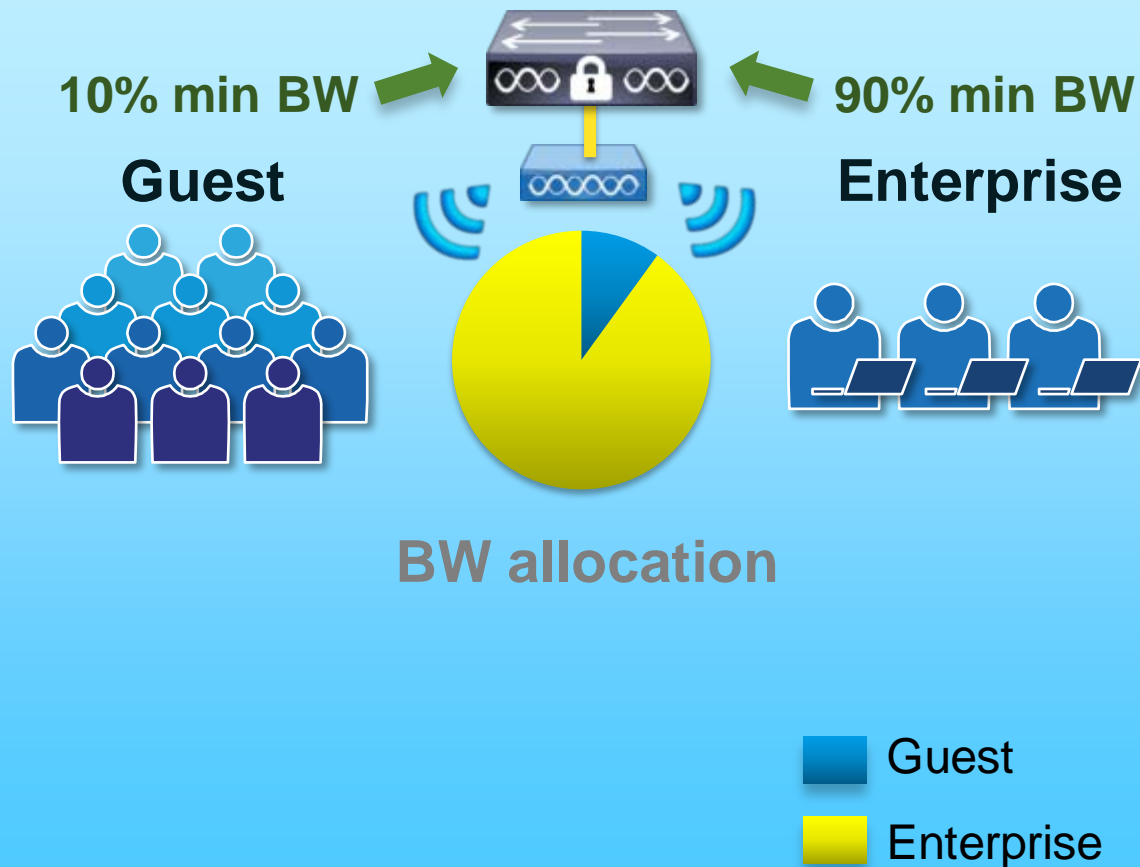 10% min BW
90% min BW
Guest
Enterprise
BW allocation
Guest
Enterprise